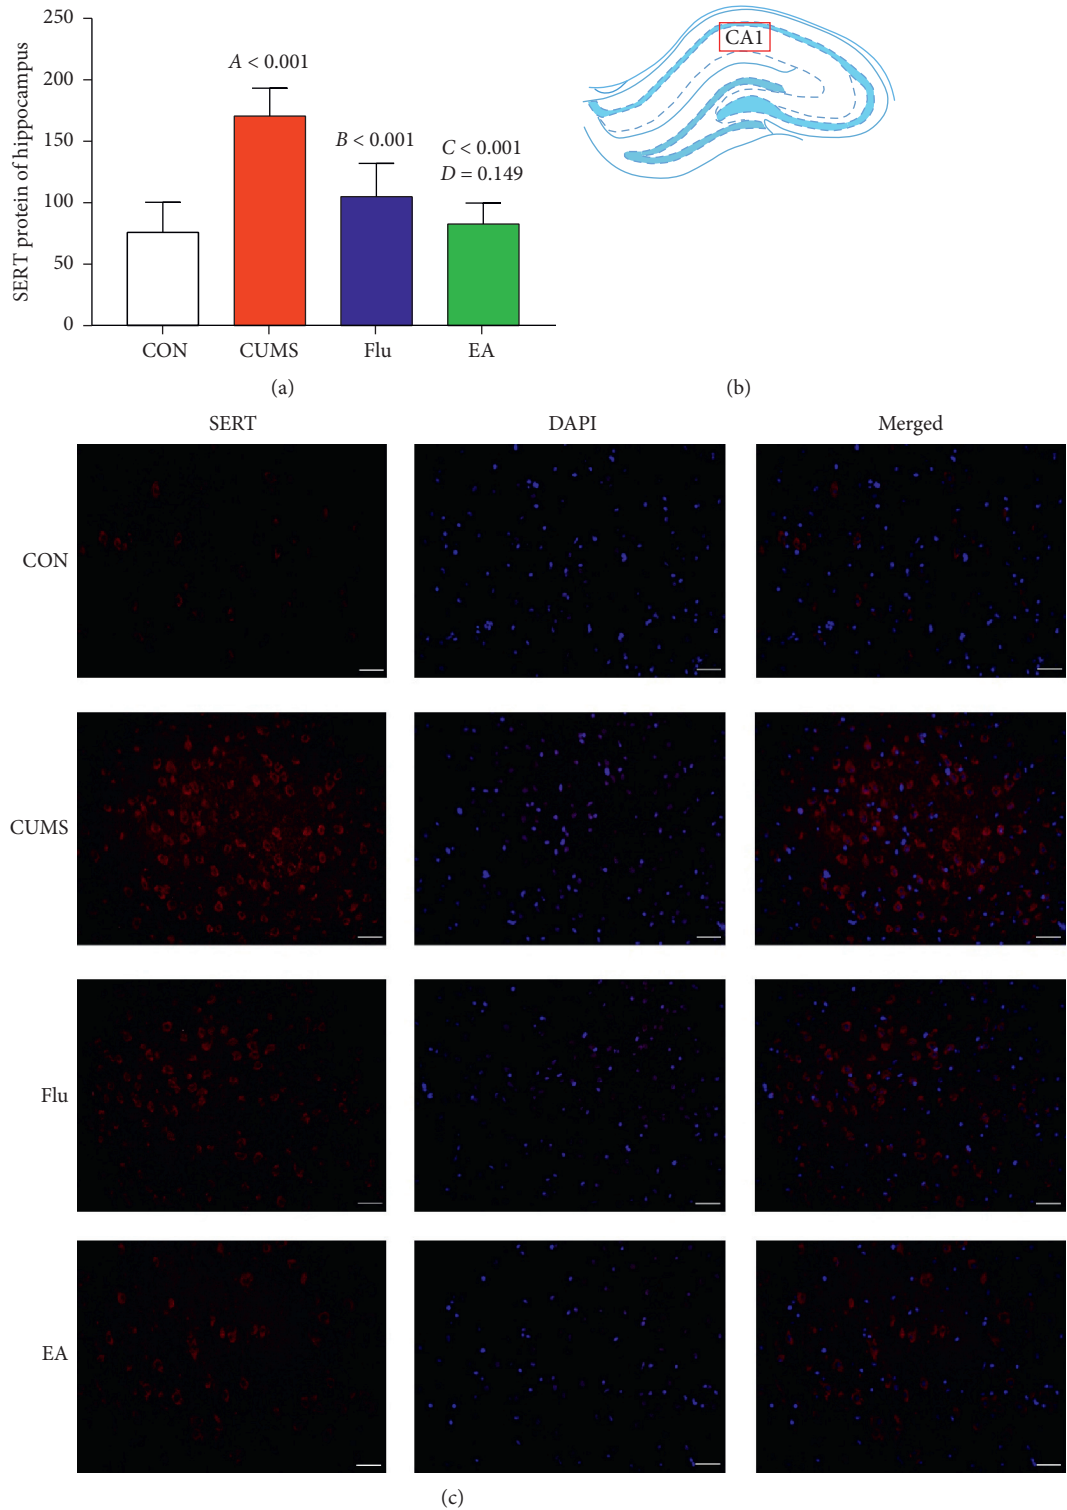 SERT protein of hippocampus
250
200
150
100
50
0
A < 0.001
B < 0.001
C < 0.001
D = 0.149
CON
CUMS
Flu
EA
(a)
CA1
(b)
SERT
DAPI
Merged
CON
CUMS
Flu
EA
(c)